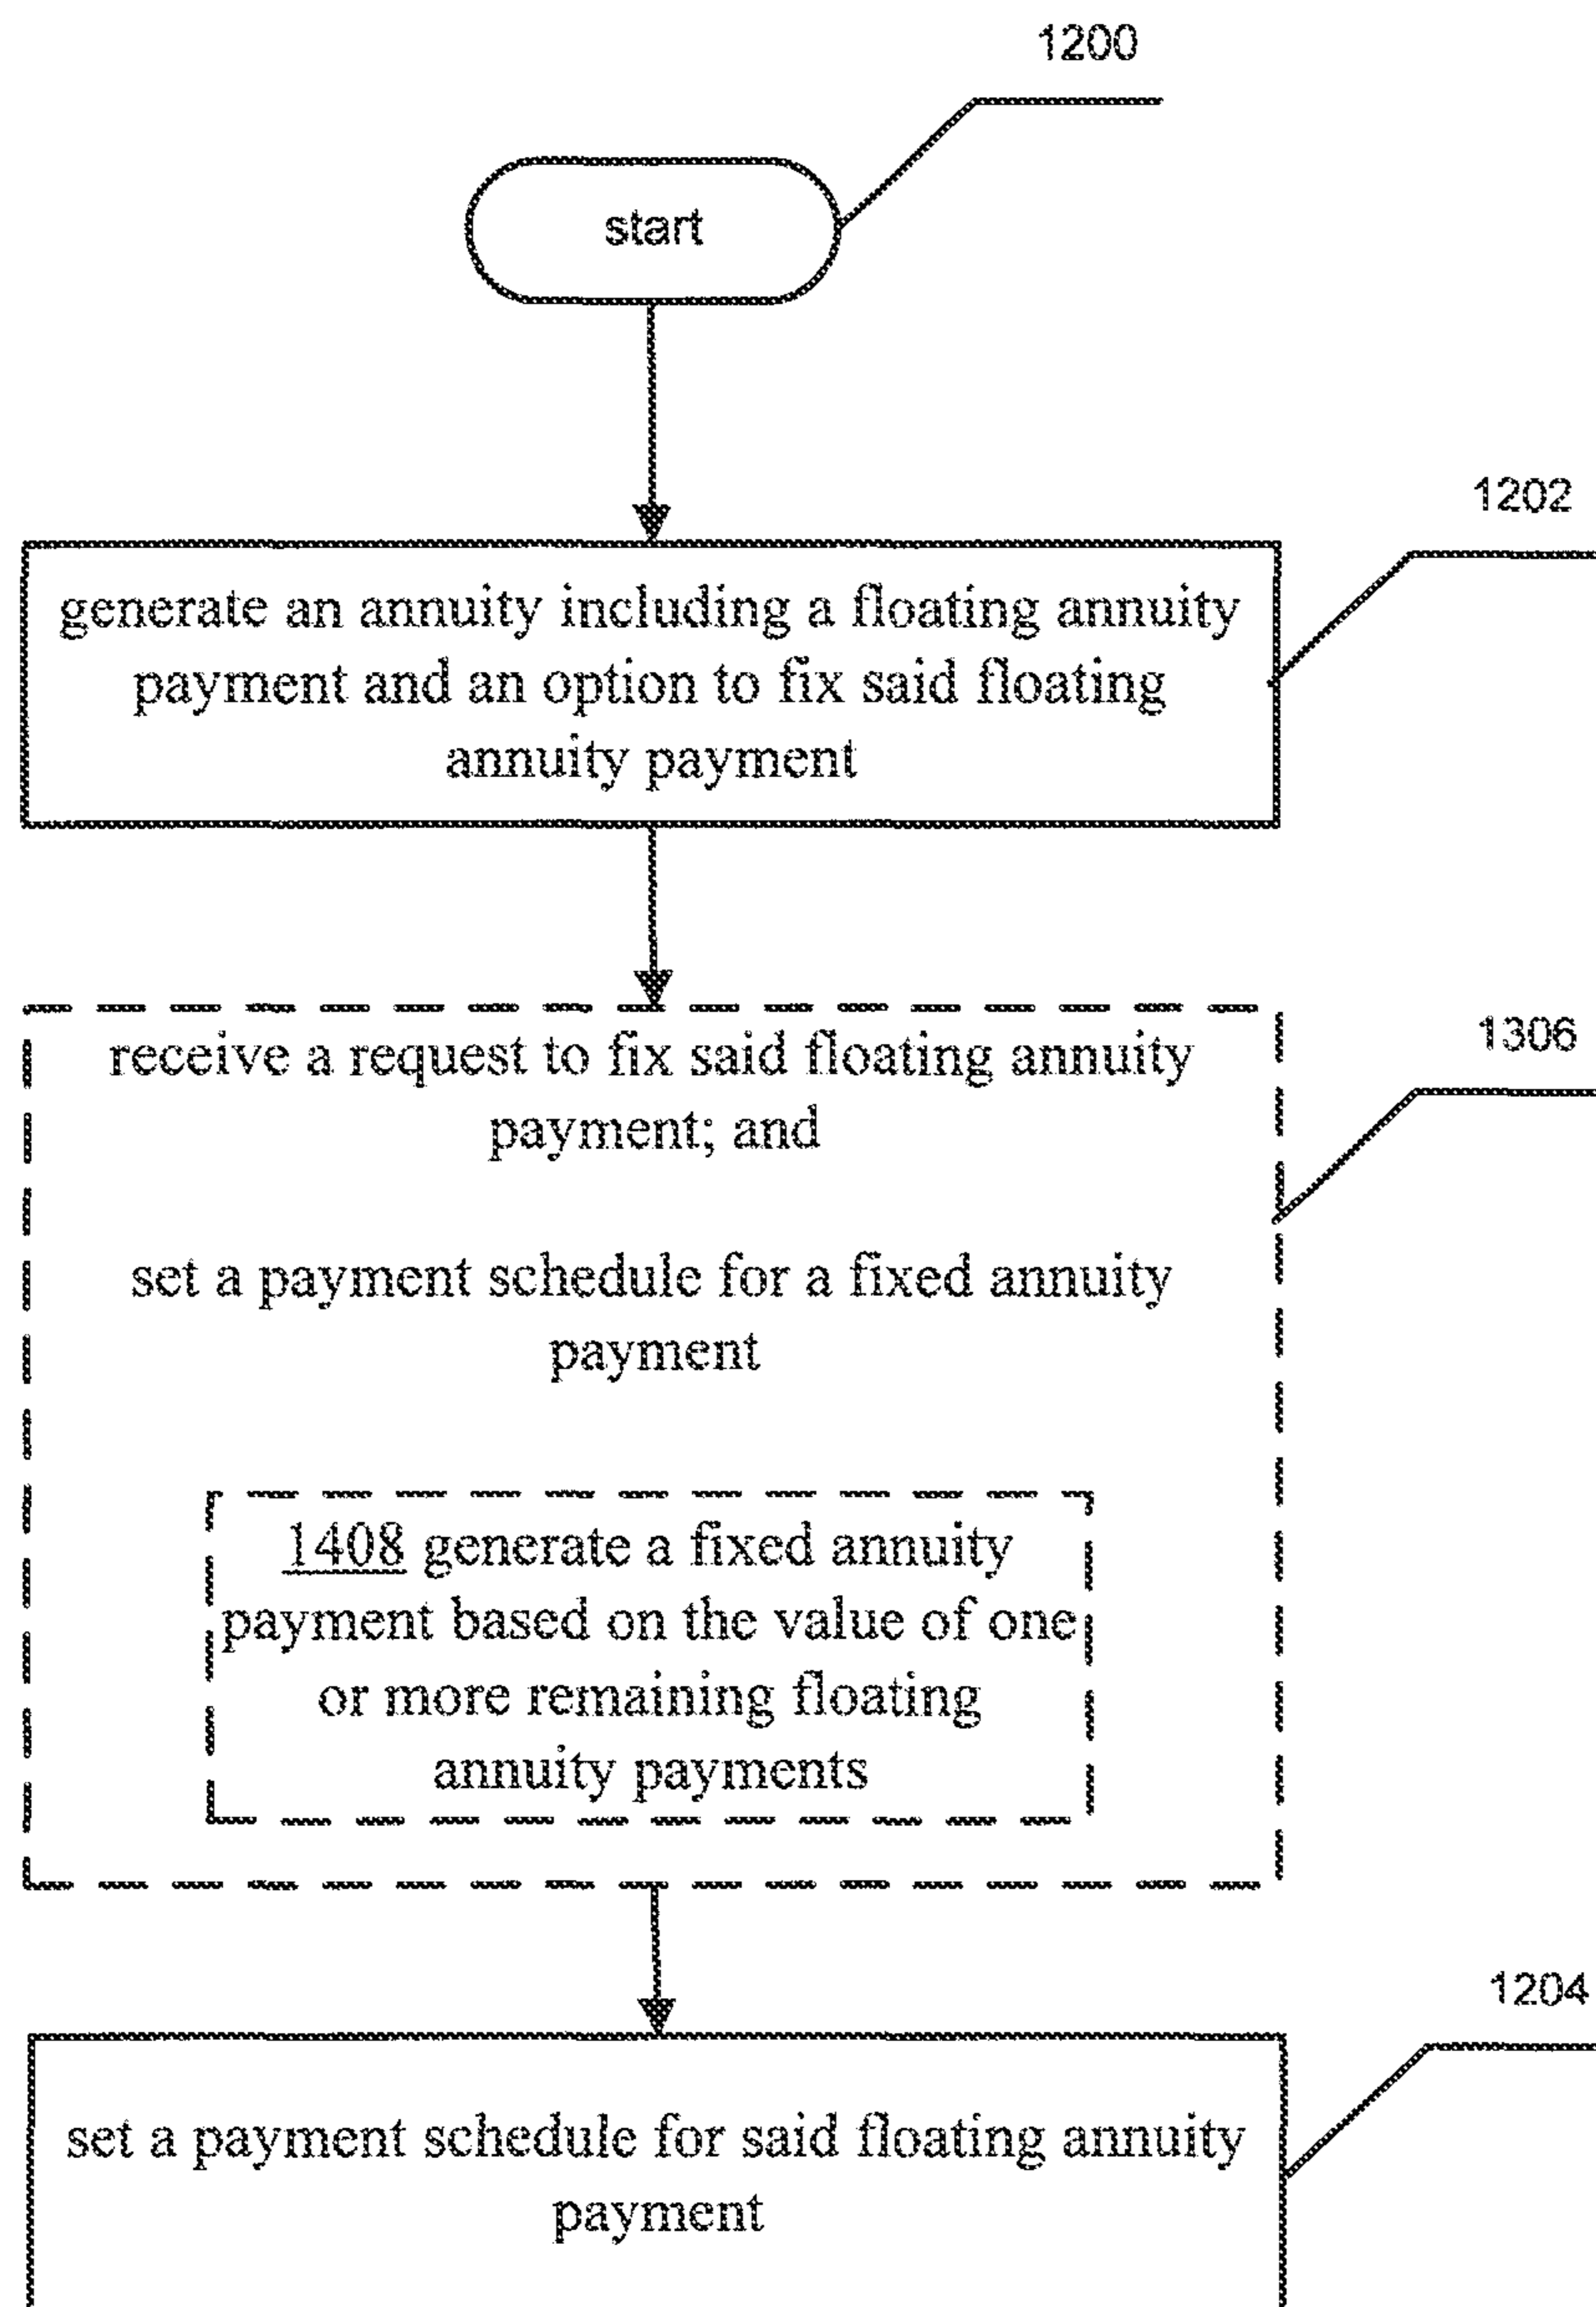 1200
start
1202
generate an annuity including a floating annuity
payment and an option to fix said floating
annuity payment
1306
receive a request to fix said floating annuity
payment; and
set a payment schedule for a fixed annuity
payment
1408 generate a fixed annuity
payment based on the value of one
or more remaining floating
annuity payments
1204
set a payment schedule for said floating annuity
payment